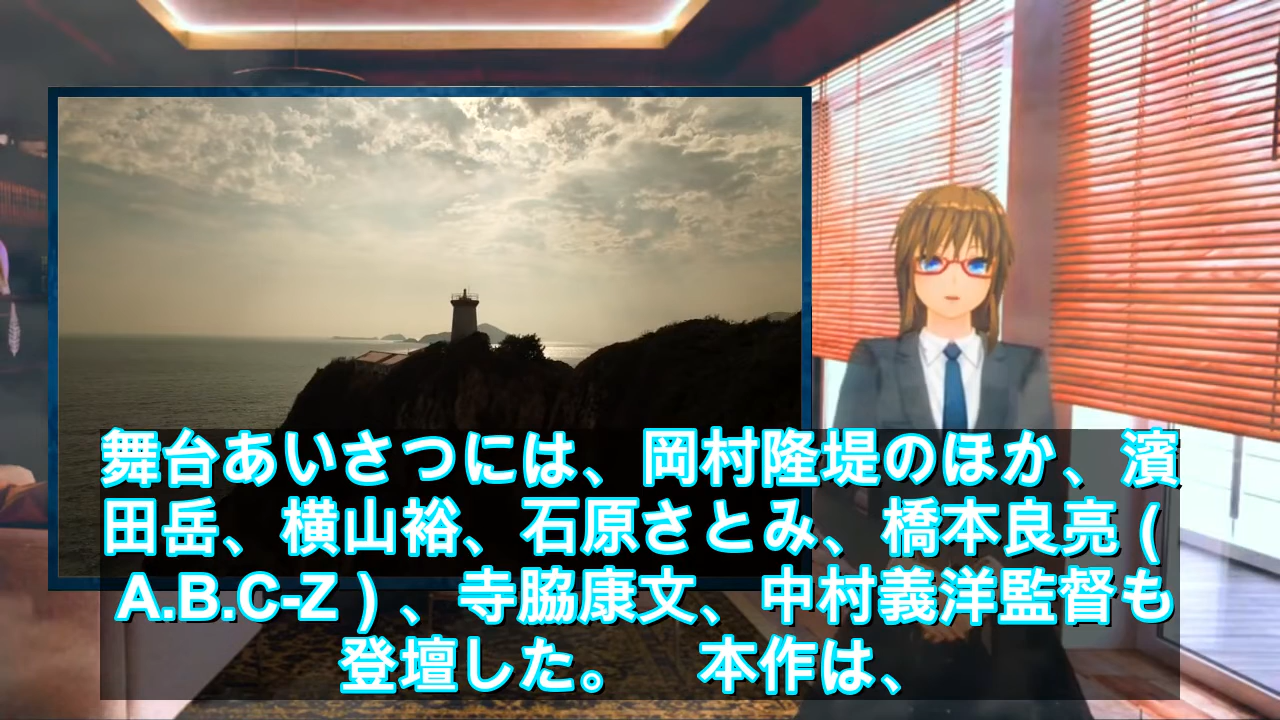 舞台あいさつには、岡村隆堤のほか、濱
田岳、横山裕、石原さとみ、橋本良亮（
A.B.C-Z）、寺脇康文、中村義洋監督も
登壇した。　本作は、